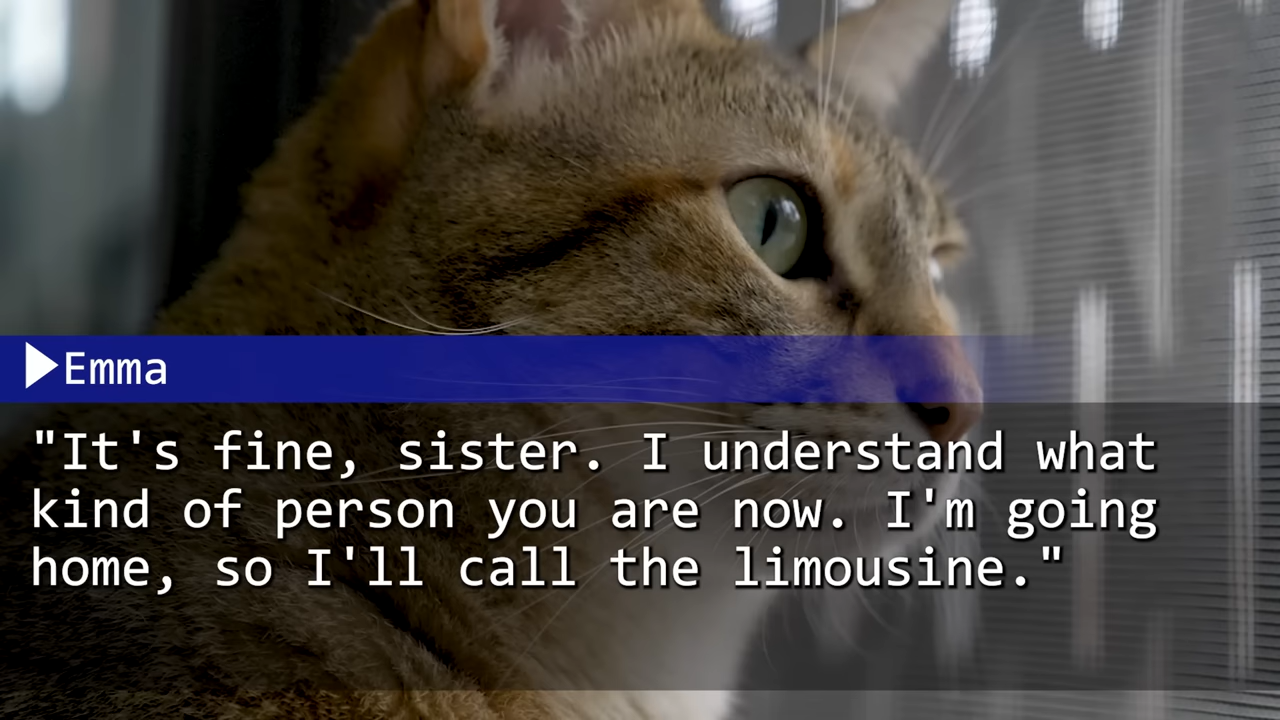 Emma
"It's fine, sister. I understand what
kind of person you are now. I'm going
home, so I'll call the limousine."